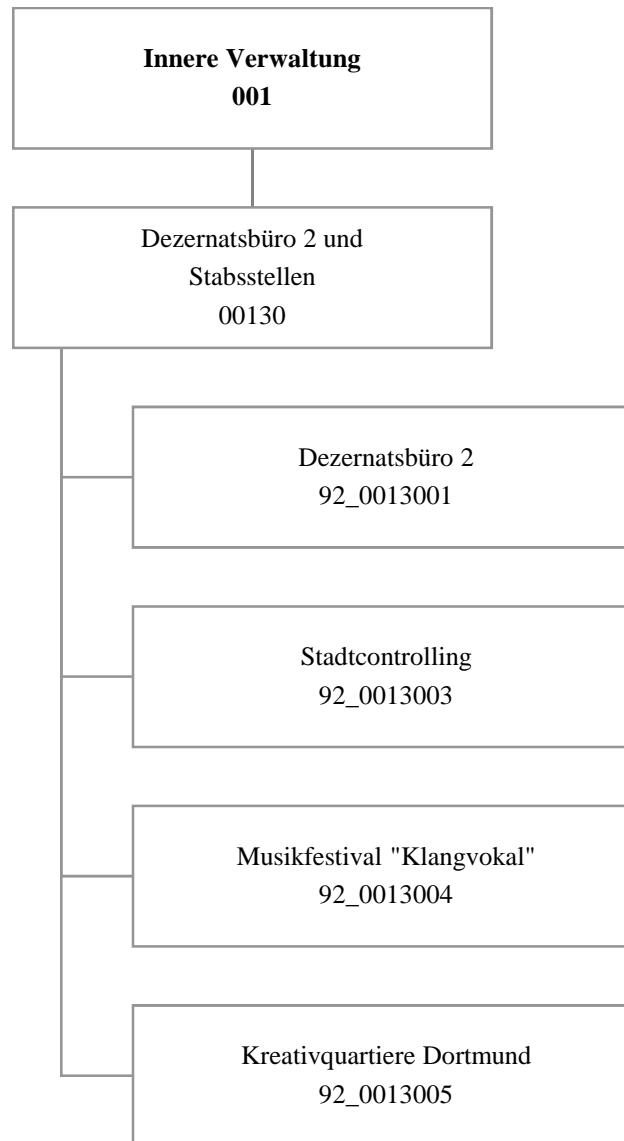 Innere Verwaltung
001
Dezernatsbüro 2 und
Stabsstellen
00130
Dezernatsbüro 2
92_0013001
Stadtcontrolling
92_0013003
Musikfestival "Klangvokal"
92_0013004
Kreativquartiere Dortmund
92_0013005